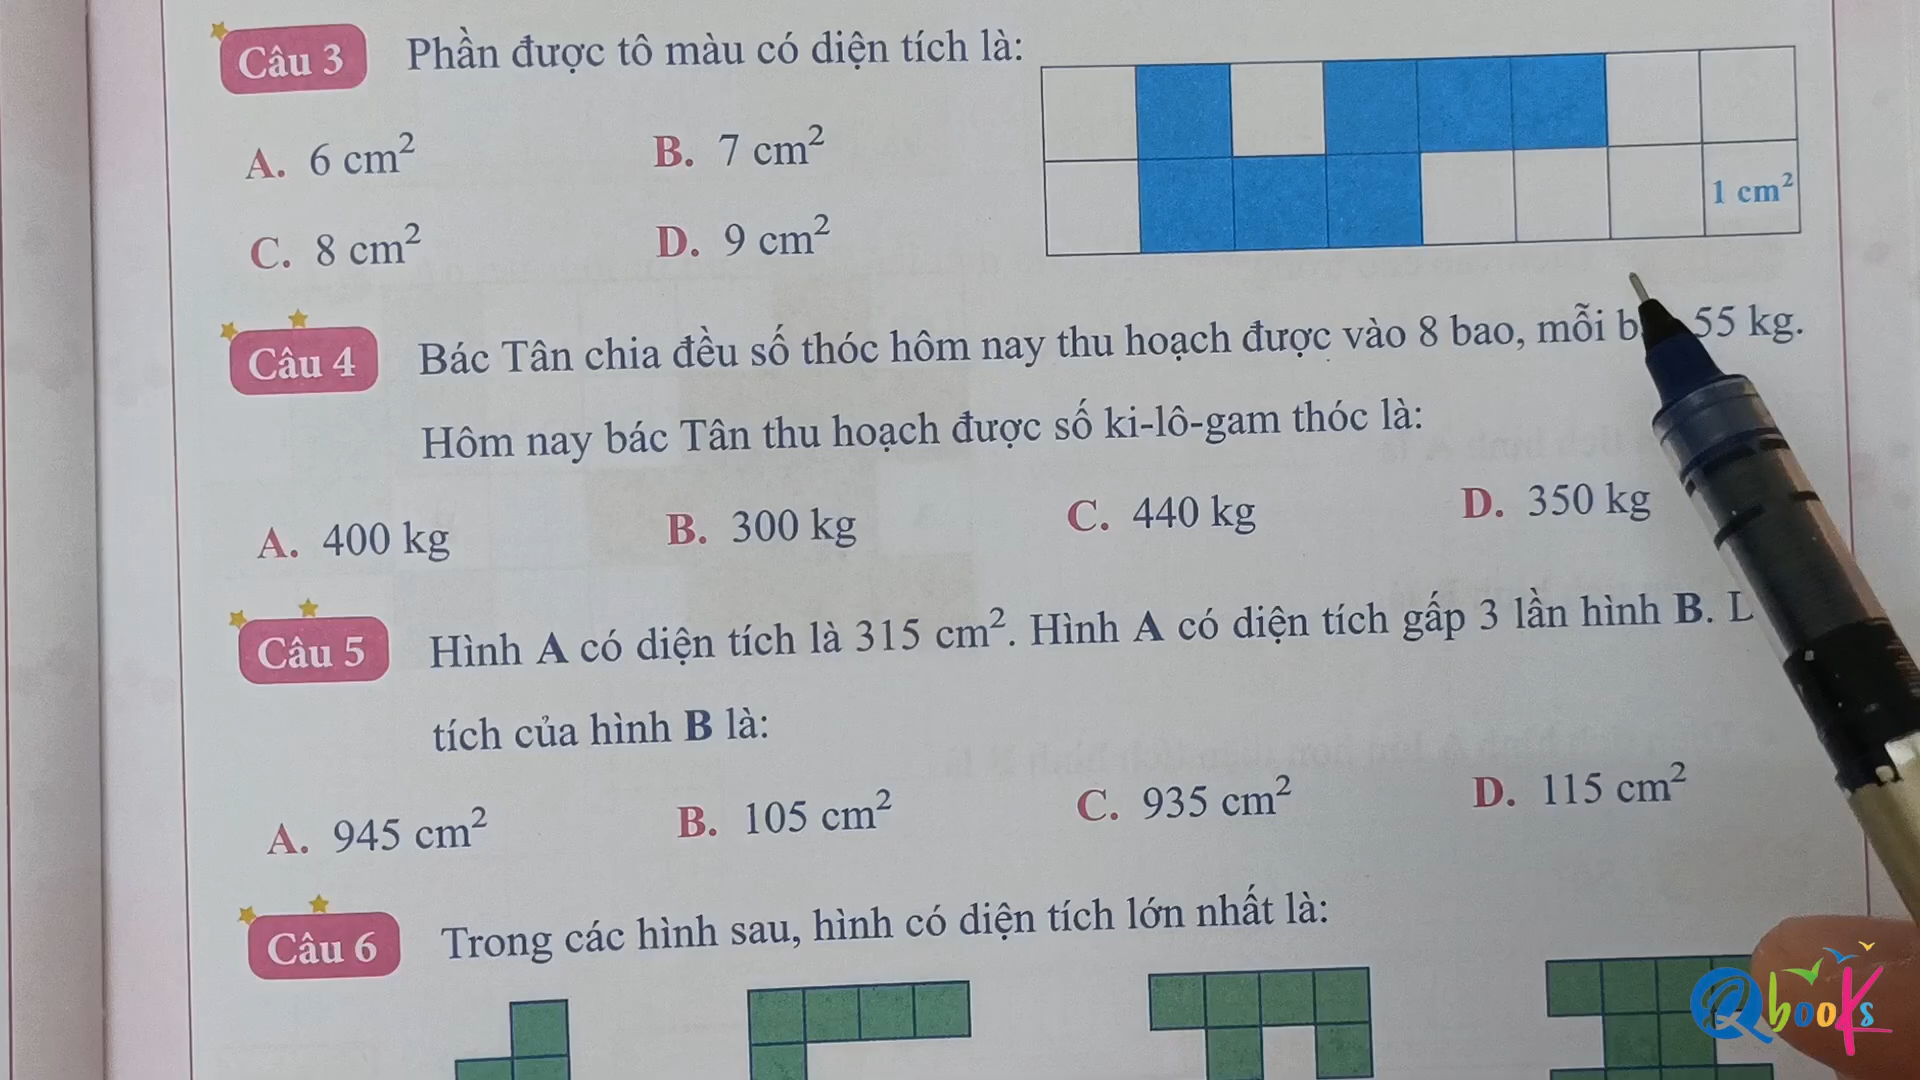 Câu 3 Phần được tô màu có diện tích là:
A. 6 cm² B. 7 cm²
C. 8 cm² D. 9 cm²
1 cm²
Câu 4 Bác Tân chia đều số thóc hôm nay thu hoạch được vào 8 bao, mỗi 55 kg.
Hôm nay bác Tân thu hoạch được số ki-lô-gam thóc là:
A. 400 kg B. 300 kg C. 440 kg D. 350 kg
Câu 5 Hình A có diện tích là 315 cm². Hình A có diện tích gấp 3 lần hình B.
tích của hình B là:
A. 945 cm² B. 105 cm² C. 935 cm² D. 115 cm²
Câu 6 Trong các hình sau, hình có diện tích lớn nhất là:
Qbooks